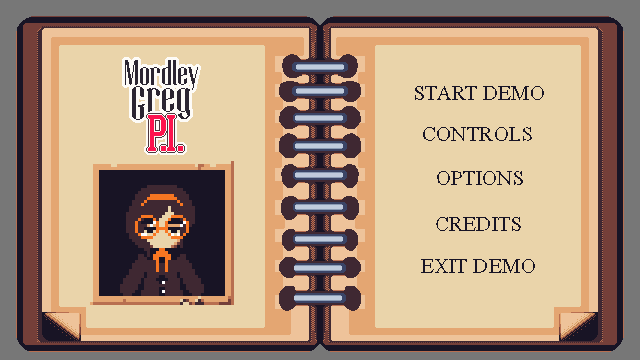 Mordley
Greg
P.I.
START DEMO
CONTROLS
OPTIONS
CREDITS
EXIT DEMO